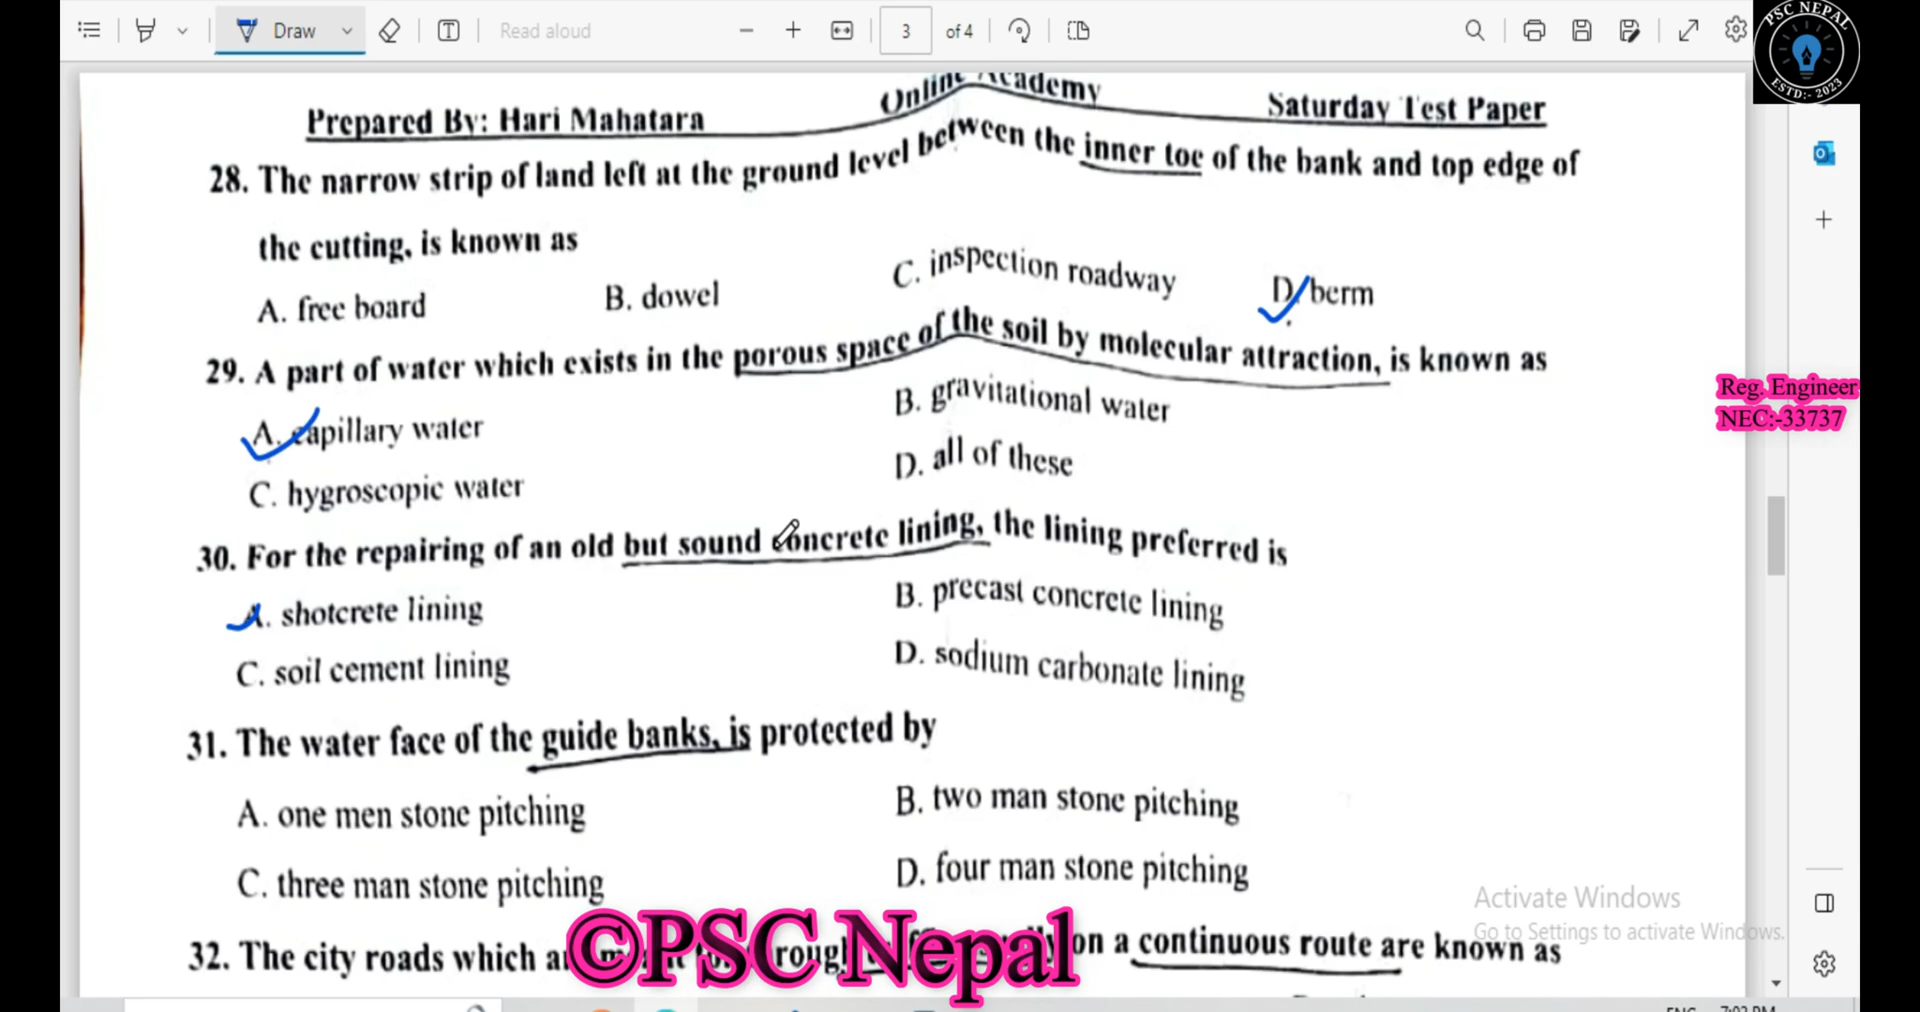 Draw
Read aloud
3 of 4
PSC NEPAL
ESTD:- 2023
Online Academy
Prepared By: Hari Mahatara
Saturday Test Paper
28. The narrow strip of land left at the ground level between the inner toe of the bank and top edge of
the cutting, is known as
A. free board B. dowel C. inspection roadway D. berm
29. A part of water which exists in the porous space of the soil by molecular attraction, is known as
A. capillary water B. gravitational water
C. hygroscopic water D. all of these
Reg. Engineer
NEC:-33737
30. For the repairing of an old but sound concrete lining, the lining preferred is
A. shotcrete lining B. precast concrete lining
C. soil cement lining D. sodium carbonate lining
31. The water face of the guide banks, is protected by
A. one men stone pitching B. two man stone pitching
C. three man stone pitching D. four man stone pitching
Activate Windows
Go to Settings to activate Windows.
32. The city roads which on a continuous route are known as
©PSC Nepal